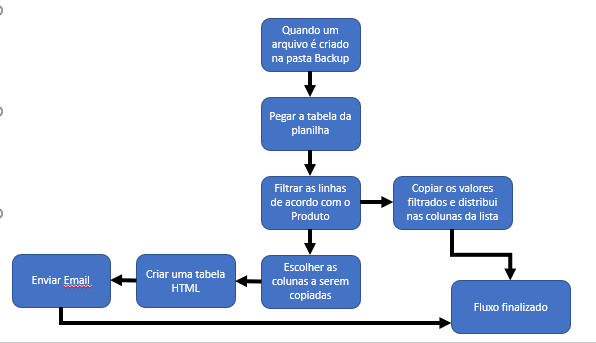 Quando um
arquivo é criado
na pasta Backup
Pegar a tabela da
planilha
Filtrar as linhas
de acordo com o
Produto
Copiar os valores
filtrados e distribui
nas colunas da lista
Escolher as
colunas a serem
copiadas
Criar uma tabela
HTML
Enviar Email
Fluxo finalizado